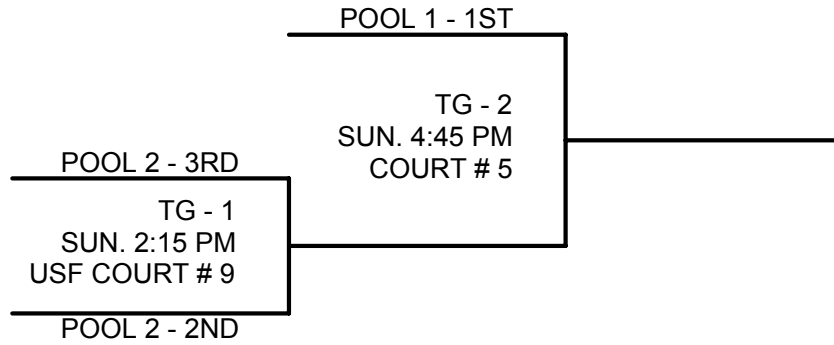 POOL 1 - 1ST
TG - 2
SUN. 4:45 PM
COURT # 5
POOL 2 - 3RD
TG - 1
SUN. 2:15 PM
USF COURT # 9
POOL 2 - 2ND